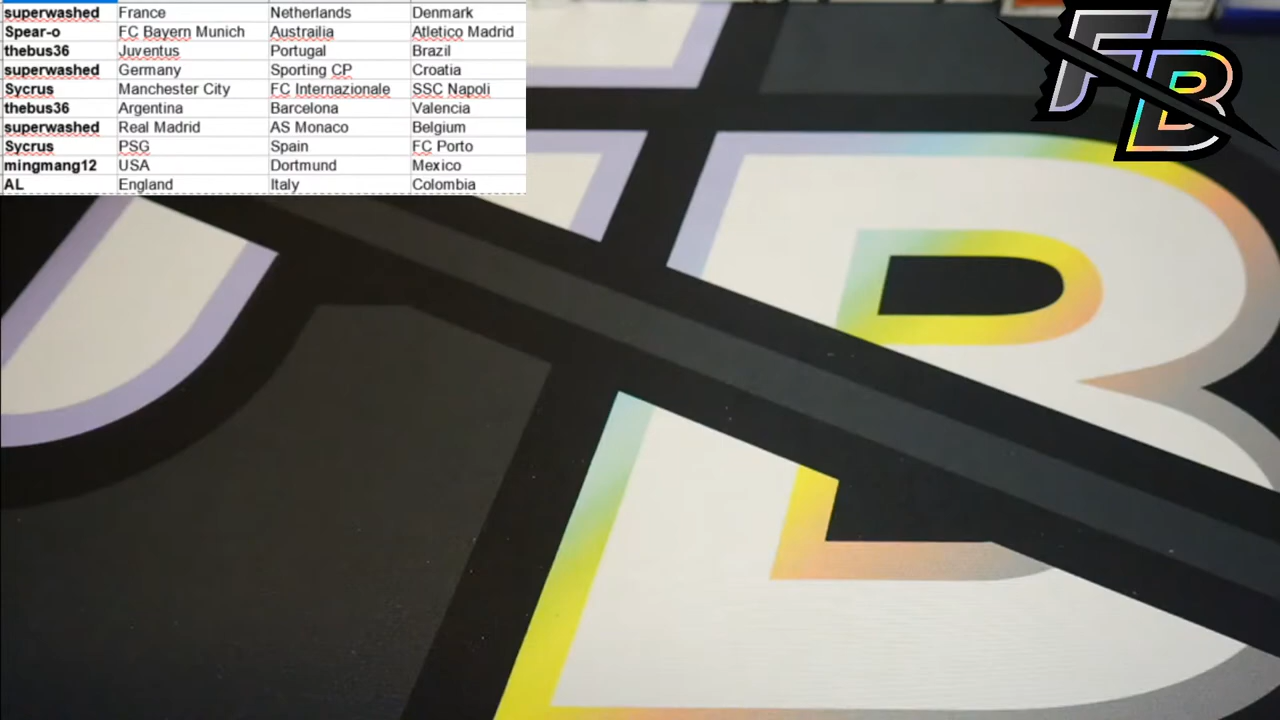 superwashed France Netherlands Denmark
Spear-o FC Bayern Munich Austrailia Atletico Madrid
thebus36 Juventus Portugal Brazil
superwashed Germany Sporting CP Croatia
Sycrus Manchester City FC Internazionale SSC Napoli
thebus36 Argentina Barcelona Valencia
superwashed Real Madrid AS Monaco Belgium
Sycrus PSG Spain FC Porto
mingmang12 USA Dortmund Mexico
AL England Italy Colombia
FB
B